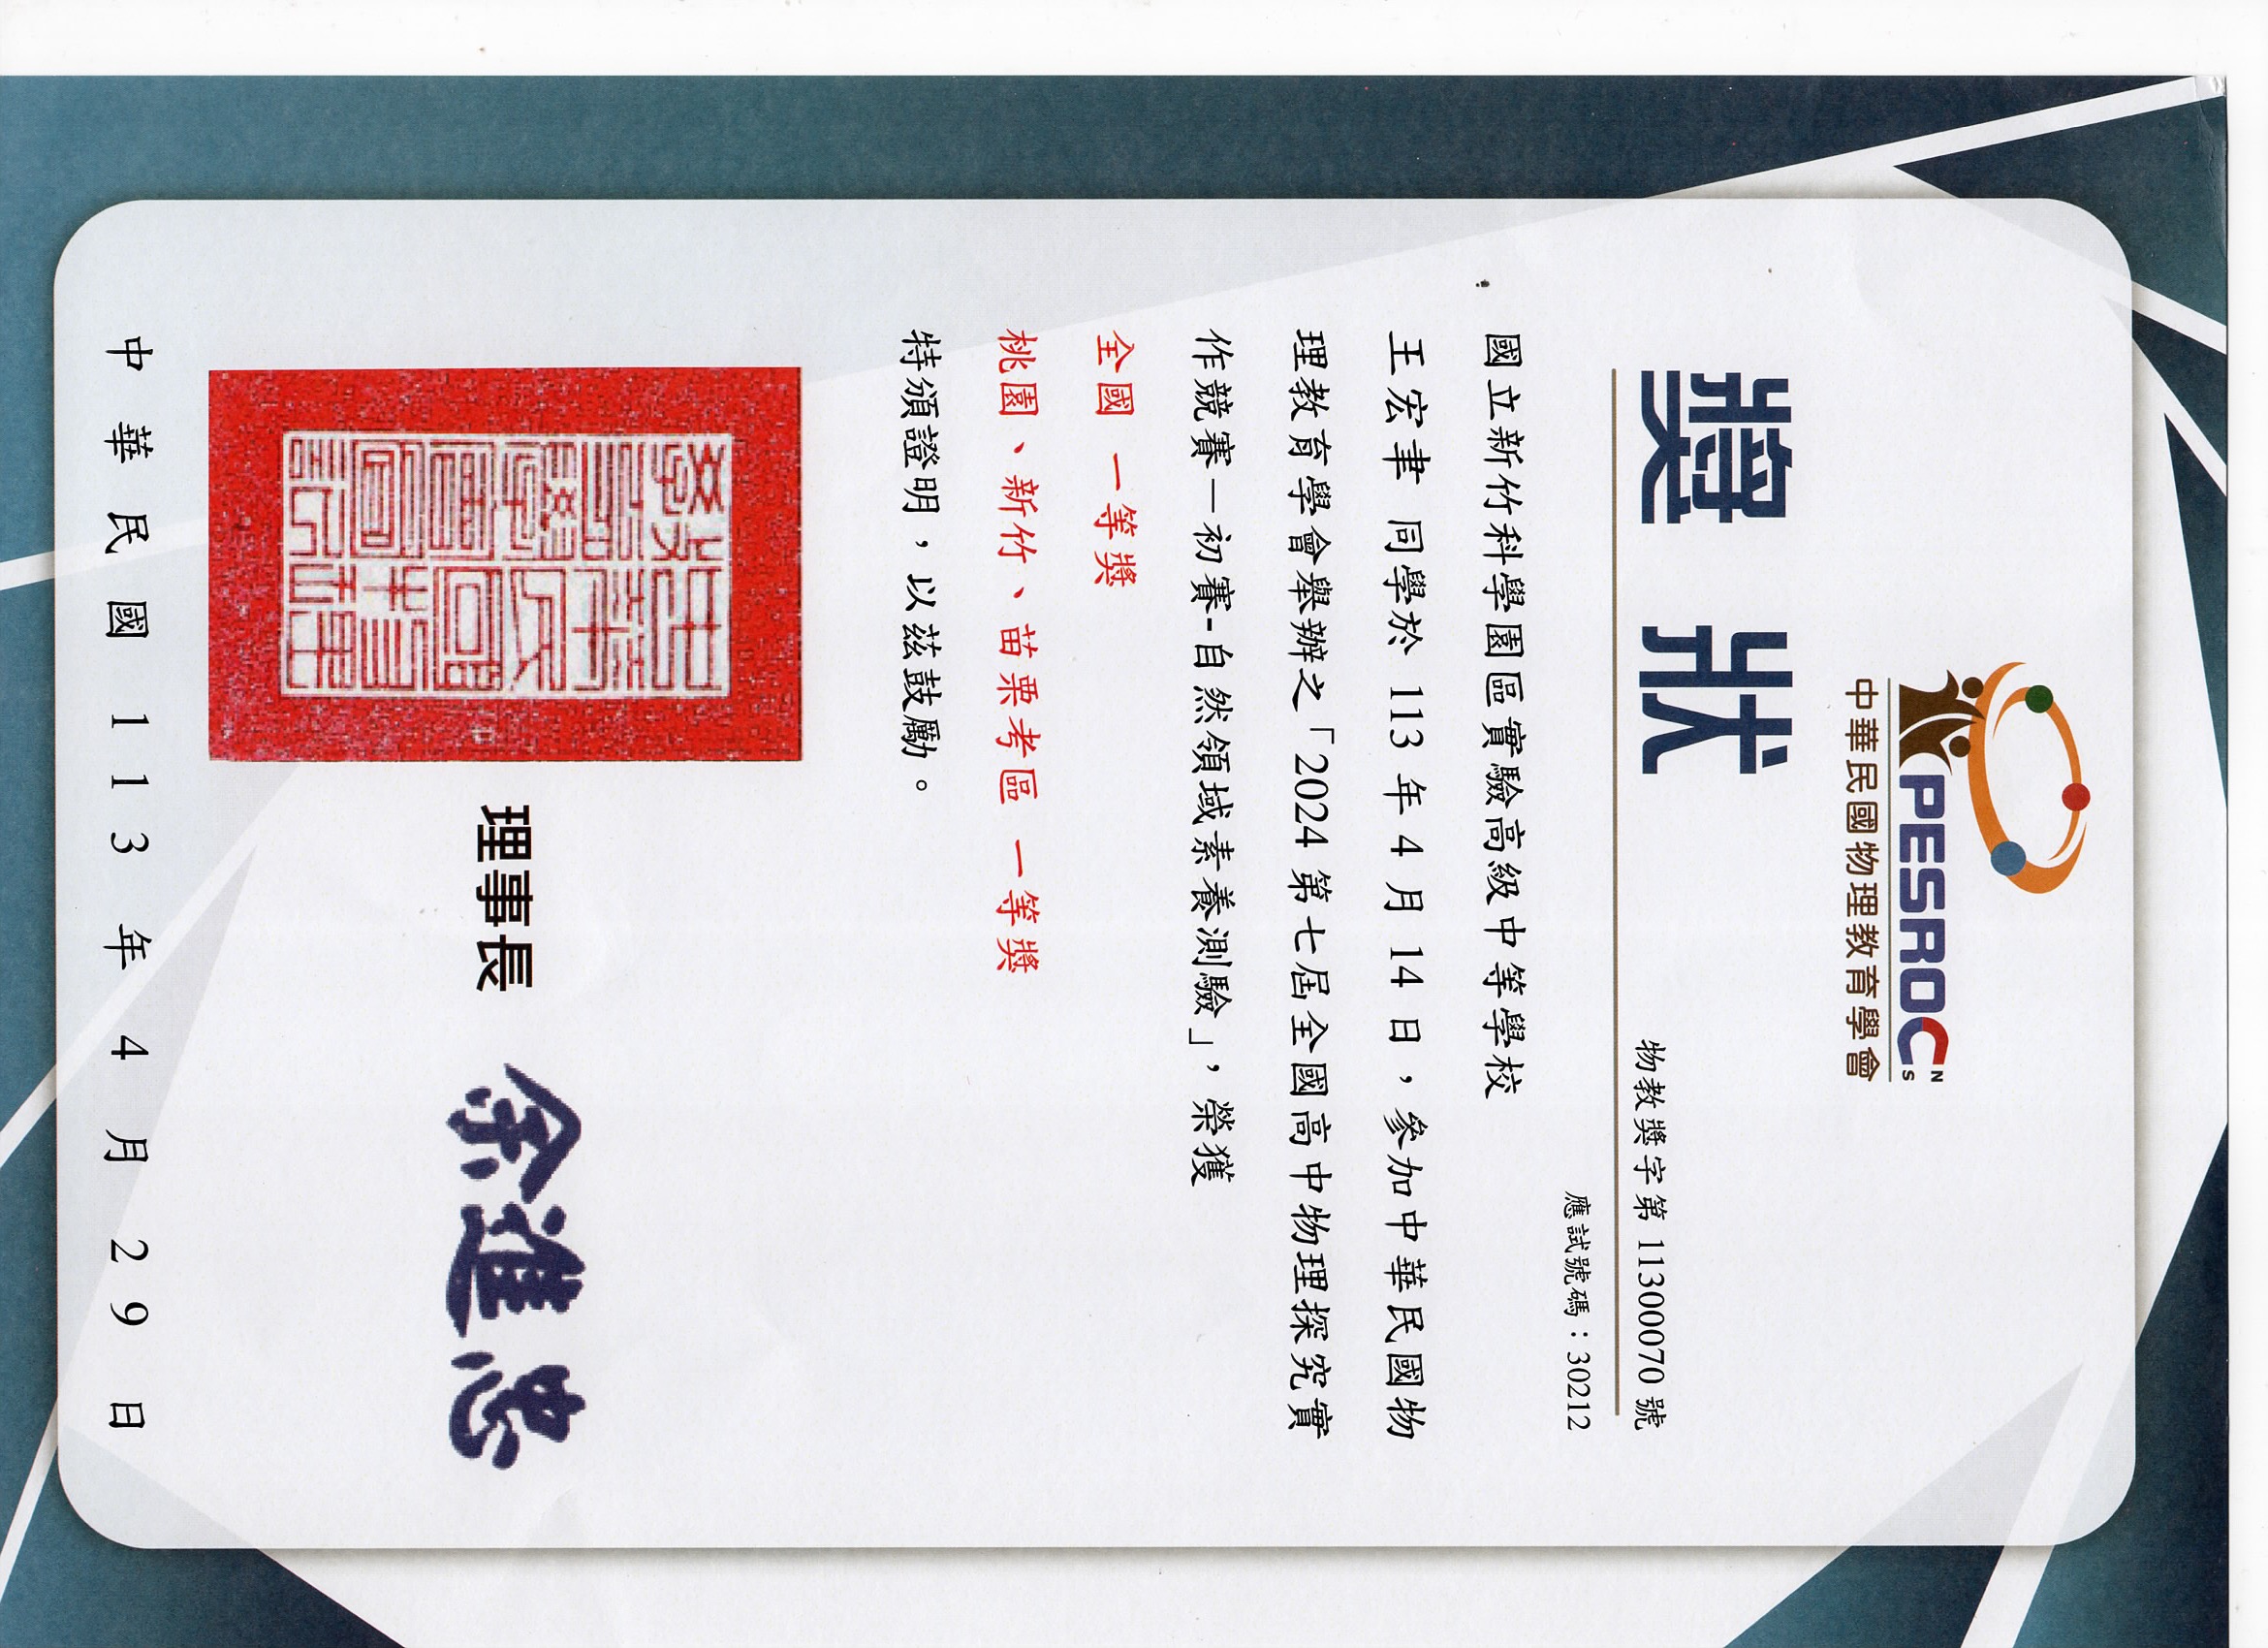 PESROC
N
S
中華民國物理教育學會
獎狀
物教獎字第 11300070 號
應試號碼：30212
國立新竹科學園區實驗高級中等學校
王宏聿 同學於 113 年 4 月 14 日，參加中華民國物
理教育學會舉辦之「2024 第七屆全國高中物理探究實
作競賽－初賽-自然領域素養測驗」，榮獲
全國 一等獎
桃園、新竹、苗栗考區 一等獎
特頒證明，以茲鼓勵。
中華民國物理
教育學會圖記
理事長 余進忠
中華民國 113 年 4 月 29 日